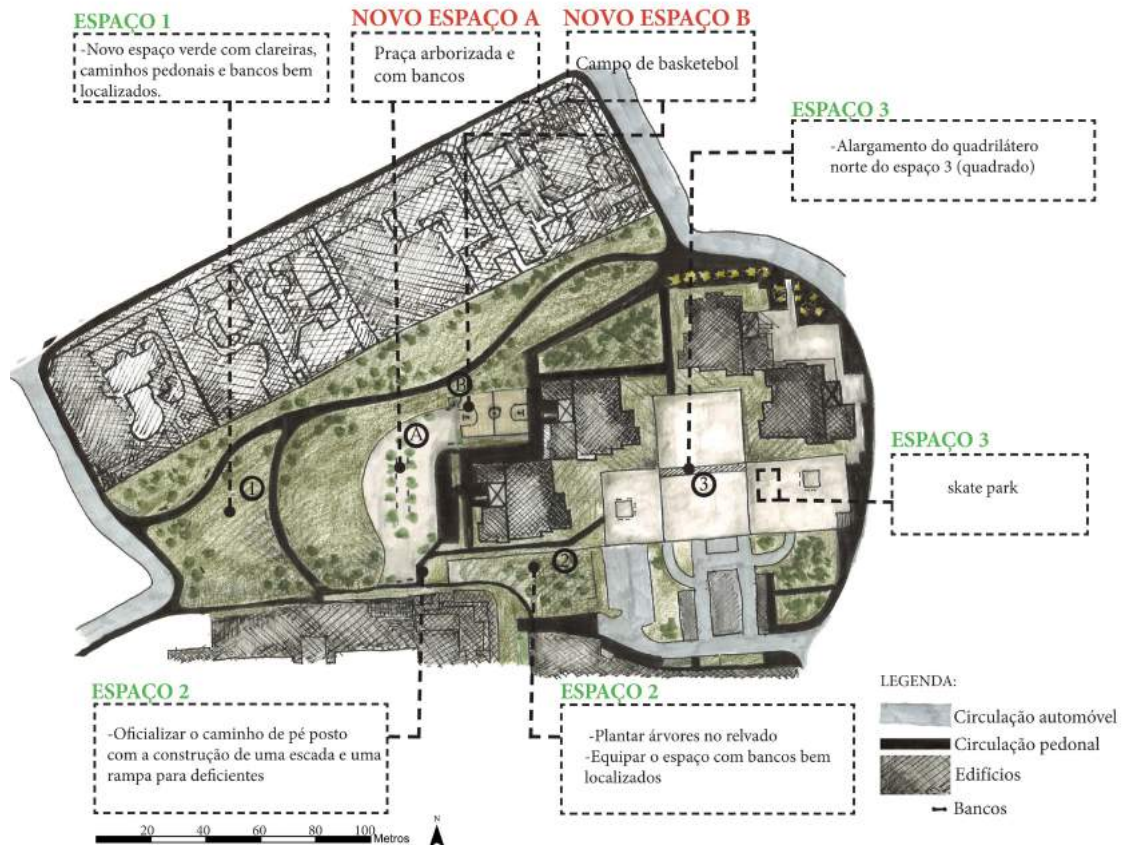 ESPAÇO 1
-Novo espaço verde com clareiras,
caminhos pedonais e bancos bem
localizados.
NOVO ESPAÇO A
Praça arborizada e
com bancos
NOVO ESPAÇO B
Campo de basketebol
ESPAÇO 3
-Alargamento do quadrilátero
norte do espaço 3 (quadrado)
B
A
1
3
2
ESPAÇO 3
skate park
ESPAÇO 2
-Oficializar o caminho de pé posto
com a construção de uma escada e uma
rampa para deficientes
ESPAÇO 2
- Plantar árvores no relvado
-Equipar o espaço com bancos bem
localizados
LEGENDA:
Circulação automóvel
Circulação pedonal
Edifícios
Bancos
20 40 60 80 100
Metros
N